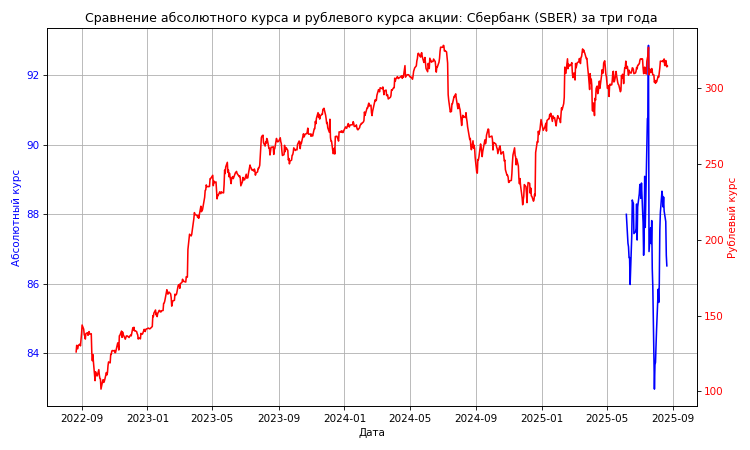 Сравнение абсолютного курса и рублевого курса акции: Сбербанк (SBER) за три года
Абсолютный курс
92
90
88
86
84
Рублевый курс
300
250
200
150
100
2022-09 2023-01 2023-05 2023-09 2024-01 2024-05 2024-09 2025-01 2025-05 2025-09
Дата